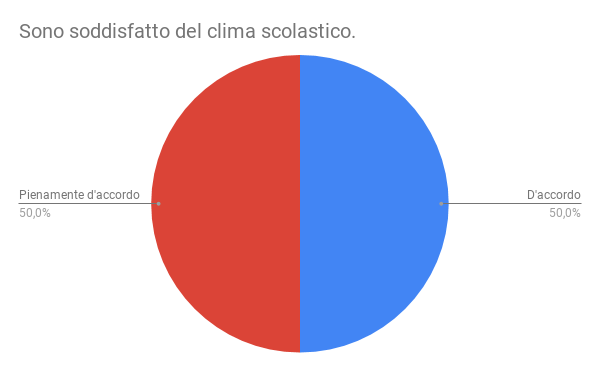 Sono soddisfatto del clima scolastico.
Pienamente d'accordo
50,0%
D'accordo
50,0%